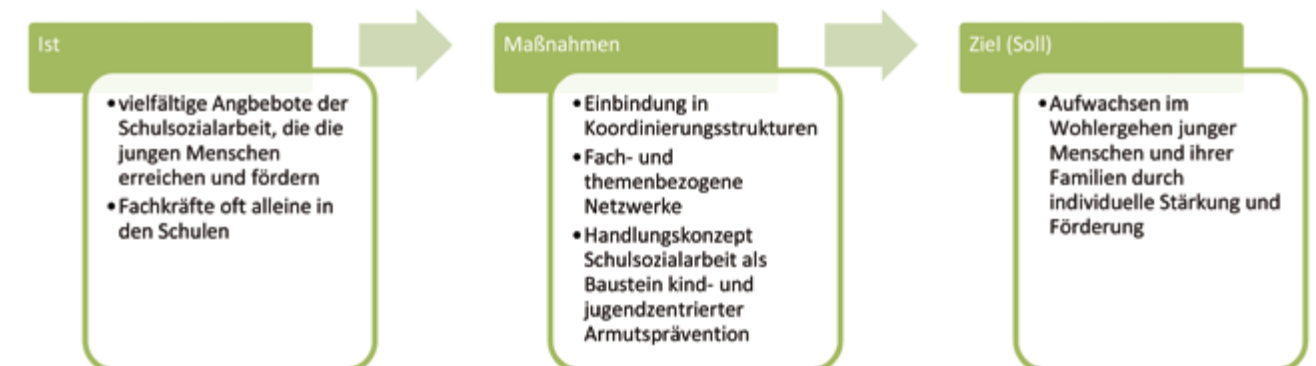 Ist
• vielfältige Angbebote der
Schulsozialarbeit, die die
jungen Menschen
erreichen und fördern
• Fachkräfte oft alleine in
den Schulen
Maßnahmen
• Einbindung in
Koordinierungsstrukturen
• Fach- und
themenbezogene
Netzwerke
• Handlungskonzept
Schulsozialarbeit als
Baustein kind- und
jugendzentrierter
Armutsprävention
Ziel (Soll)
• Aufwachsen im
Wohlergehen junger
Menschen und ihrer
Familien durch
individuelle Stärkung und
Förderung